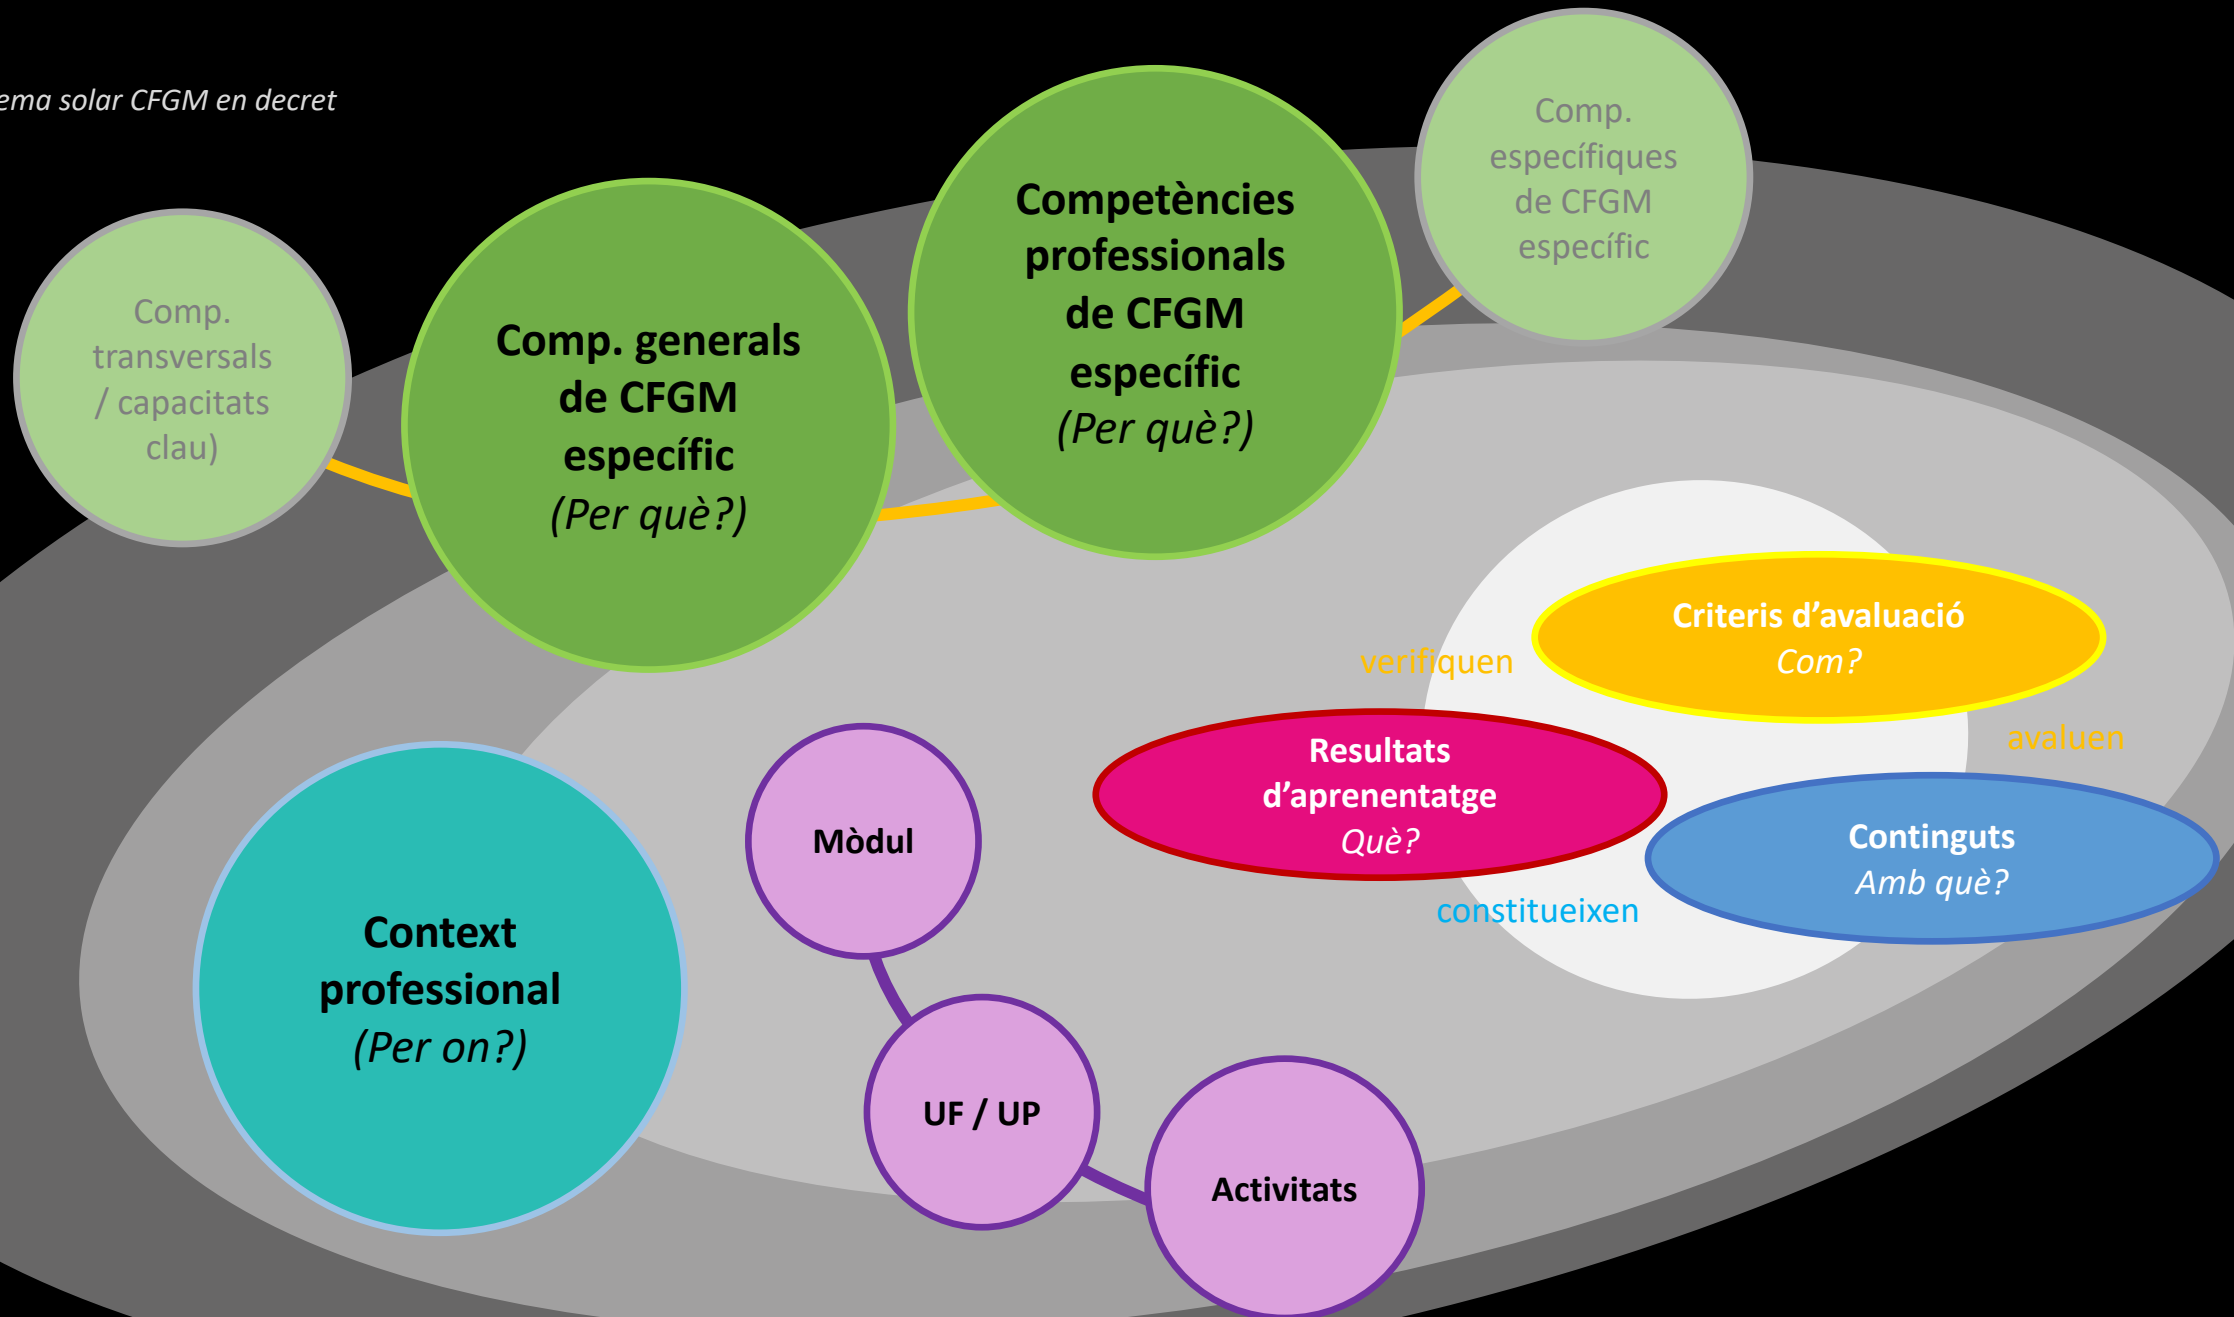 ema solar CFGM en decret
Comp.
transversals
/ capacitats
clau)
Comp. generals
de CFGM
específic
(Per què?)
Competències
professionals
de CFGM
específic
(Per què?)
Comp.
específiques
de CFGM
específic
Criteris d’avaluació
Com?
verifiquen
avaluen
Resultats
d’aprenentatge
Què?
Continguts
Amb què?
constitueixen
Context
professional
(Per on?)
Mòdul
UF / UP
Activitats